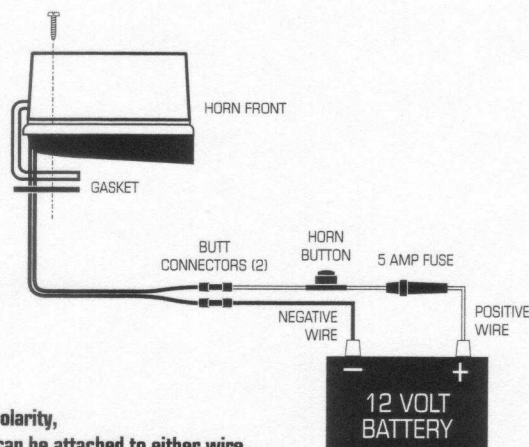 HORN FRONT
GASKET
BUTT
CONNECTORS (2)
HORN
BUTTON
5 AMP FUSE
NEGATIVE
WIRE
POSITIVE
WIRE
− +
12 VOLT
BATTERY
olarity,
can be attached to either wire